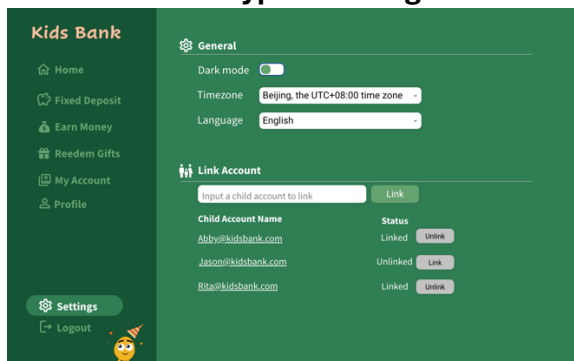 Kids Bank
Home
Fixed Deposit
Earn Money
Reedem Gifts
My Account
Profile
Settings
Logout
General
Dark mode
Timezone Beijing, the UTC+08:00 time zone
Language English
Link Account
Input a child account to link Link
Child Account Name Status
Abby@kidsbank.com Linked Unlink
Jason@kidsbank.com Unlinked Link
Rita@kidsbank.com Linked Unlink